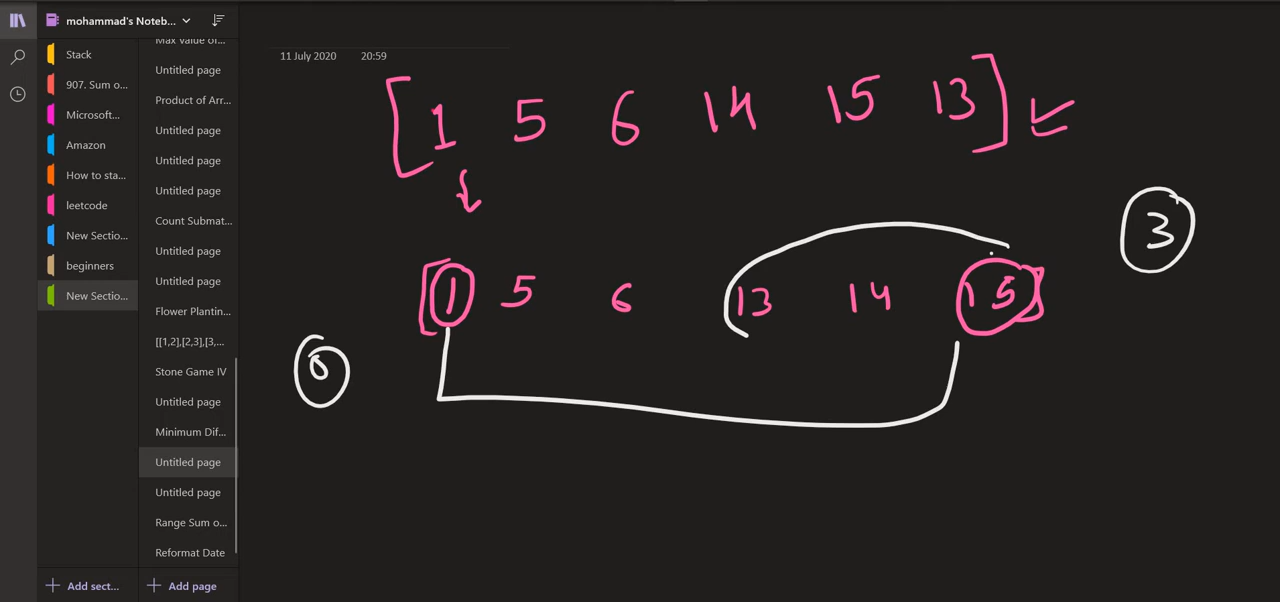 mohammad's Noteb...
Stack
907. Sum o...
Microsoft...
Amazon
How to sta...
leetcode
New Sectio...
beginners
New Sectio...
Add sect...
Max value of...
Untitled page
Product of Arr...
Untitled page
Untitled page
Untitled page
Count Submat...
Untitled page
Untitled page
Flower Plantin...
[[1,2],[2,3],[3,...
Stone Game IV
Untitled page
Minimum Dif...
Untitled page
Untitled page
Range Sum o...
Reformat Date
Add page
11 July 2020 20:59
[1 5 6 14 15 13]
3
[1 5 6 13 14 15]
0